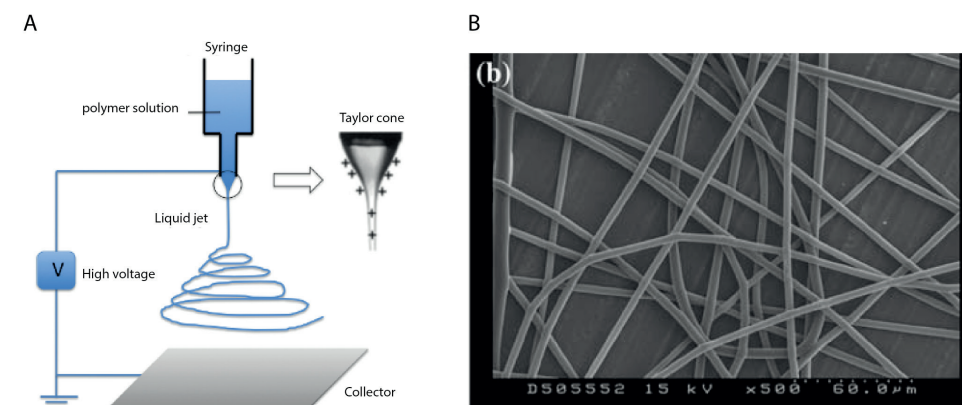 A
Syringe
polymer solution
Taylor cone
Liquid jet
V
High voltage
Collector
B
(b)
D505552 15 kV x500 60.0µm